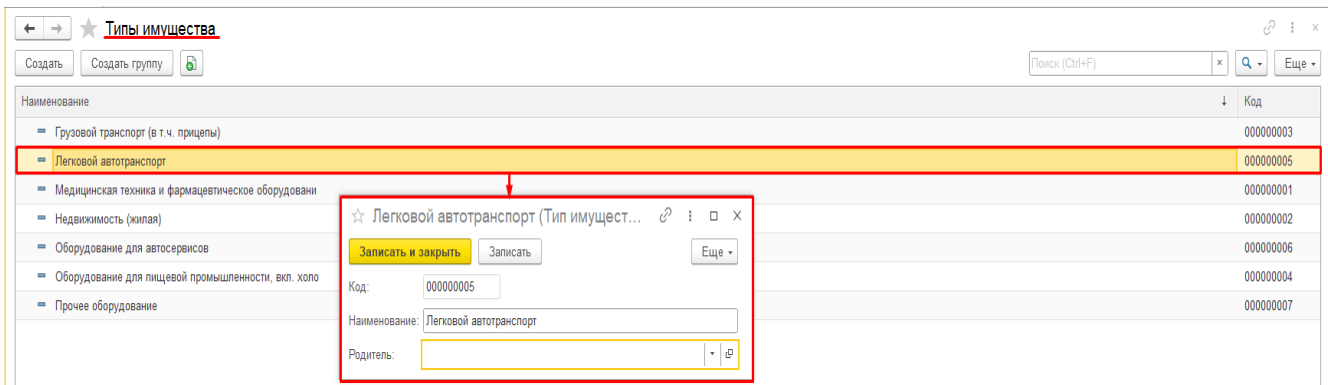 Типы имущества
Создать Создать группу Поиск (Ctrl+F) × Еще
Наименование ↓ Код
Грузовой транспорт (в т.ч. прицепы) 000000003
Легковой автотранспорт 000000005
Медицинская техника и фармацевтическое оборудовани 000000001
Недвижимость (жилая) 000000002
Оборудование для автосервисов 000000006
Оборудование для пищевой промышленности, вкл. холо 000000004
Прочее оборудование 000000007
Легковой автотранспорт (Тип имущест...
Записать и закрыть Записать Еще
Код: 000000005
Наименование: Легковой автотранспорт
Родитель: